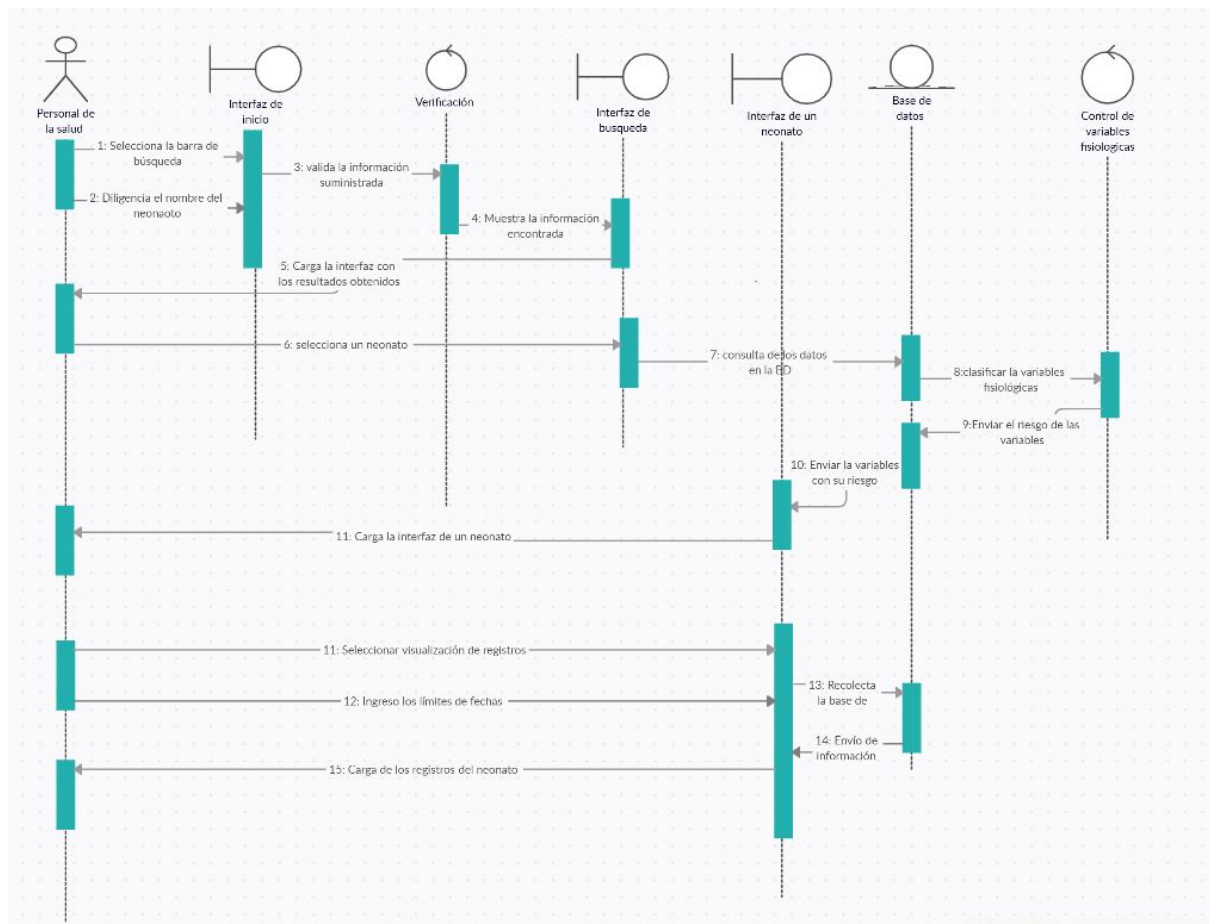 Personal de
la salud
Interfaz de
inicio
Verificación
Interfaz de
busqueda
Interfaz de un
neonato
Base de
datos
Control de
variables
fisiologicas
1: Selecciona la barra de
búsqueda
2: Diligencia el nombre del
neonaoto
3: valida la información
suministrada
4: Muestra la información
encontrada
5: Carga la interfaz con
los resultados obtenidos
6: selecciona un neonato
7: consulta de los datos
en la BD
8:clasificar la variables
fisiológicas
9:Enviar el riesgo de las
variables
10: Enviar la variables
con su riesgo
11: Carga la interfaz de un neonato
11: Seleccionar visualización de registros
12: Ingreso los límites de fechas
13: Recolecta
la base de
14: Envío de
información
15: Carga de los registros del neonato